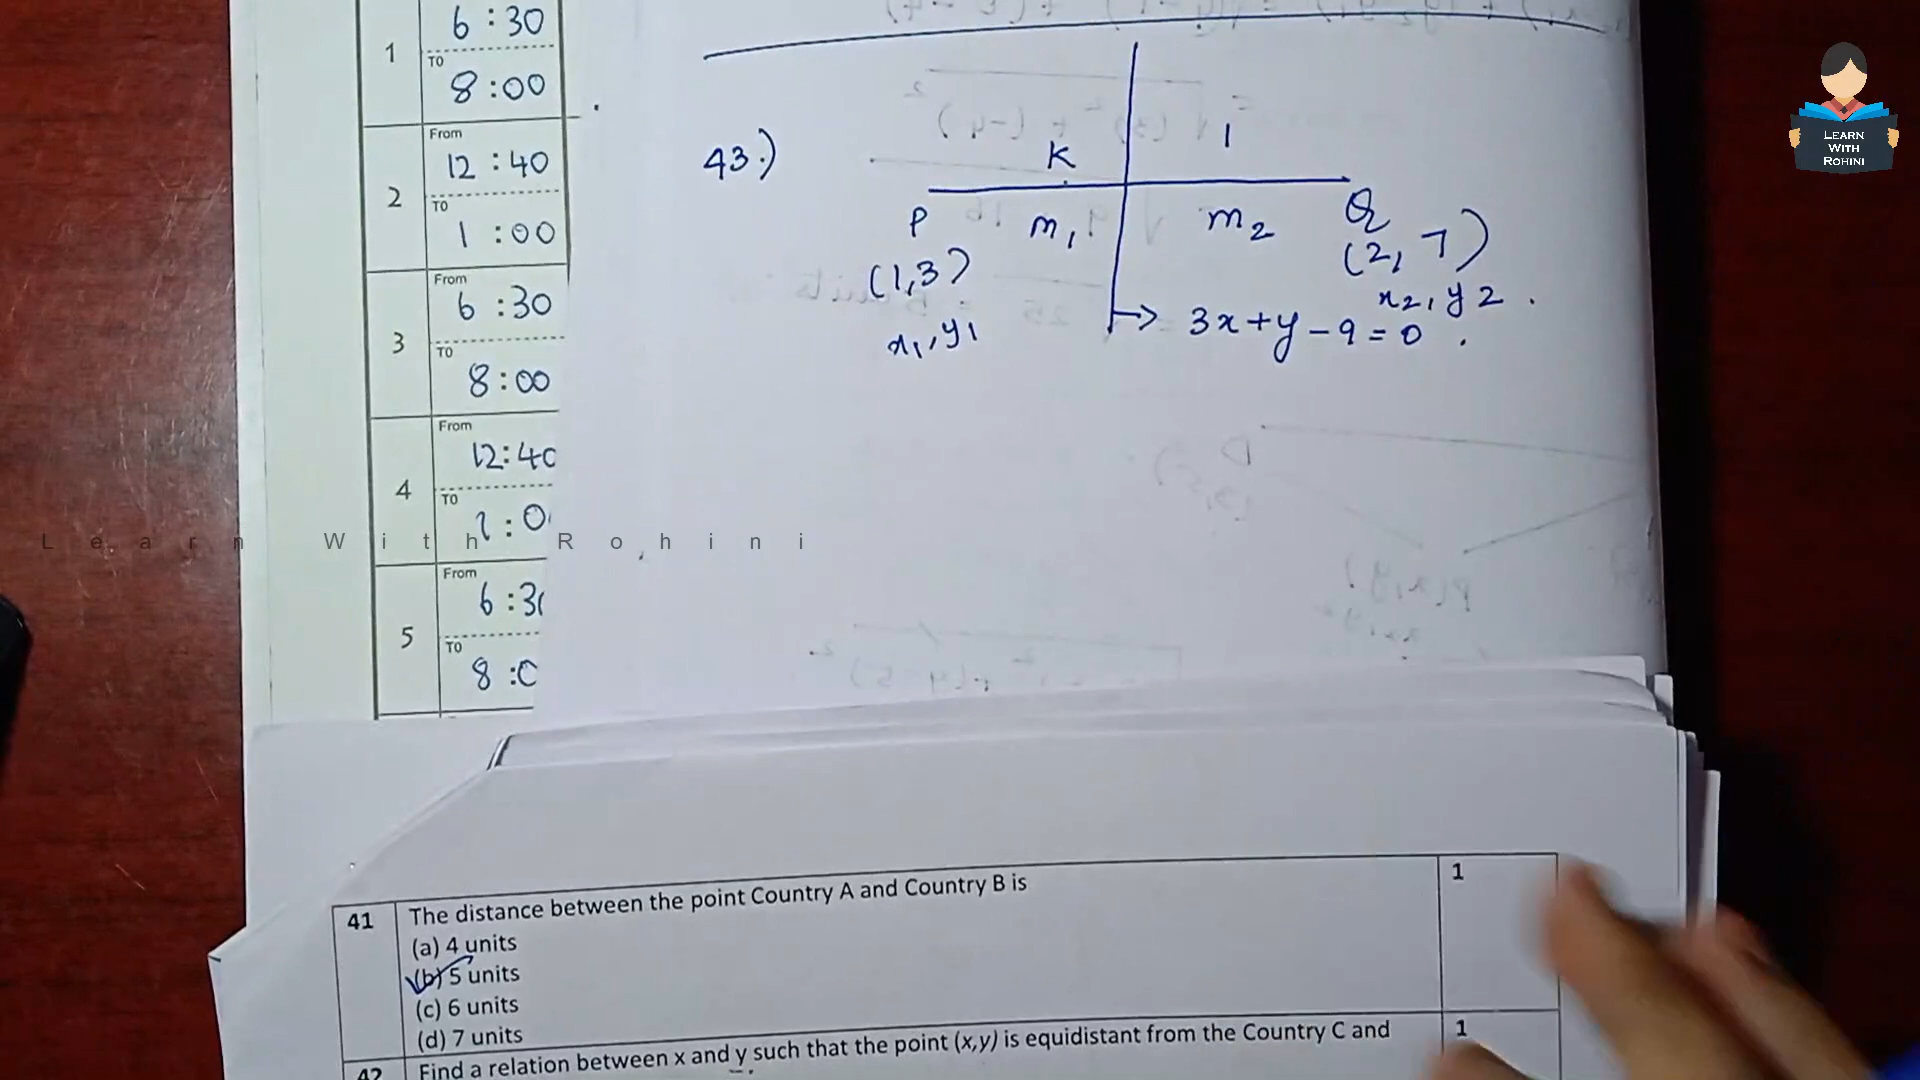 1
6 : 30
TO
8 : 00
2
From
12 : 40
TO
1 : 00
3
From
6 : 30
TO
8 : 00
4
From
12:40
TO
5
From
TO
43.)
K
1
P
m1
m2
Q
(1,3)
(2, 7)
x1, y1
x2, y2 .
3x+y-9=0 .
LEARN
WITH
ROHINI
Learn With Rohini
41
The distance between the point Country A and Country B is
1
(a) 4 units
(b) 5 units
(c) 6 units
(d) 7 units
42
Find a relation between x and y such that the point (x,y) is equidistant from the Country C and
1